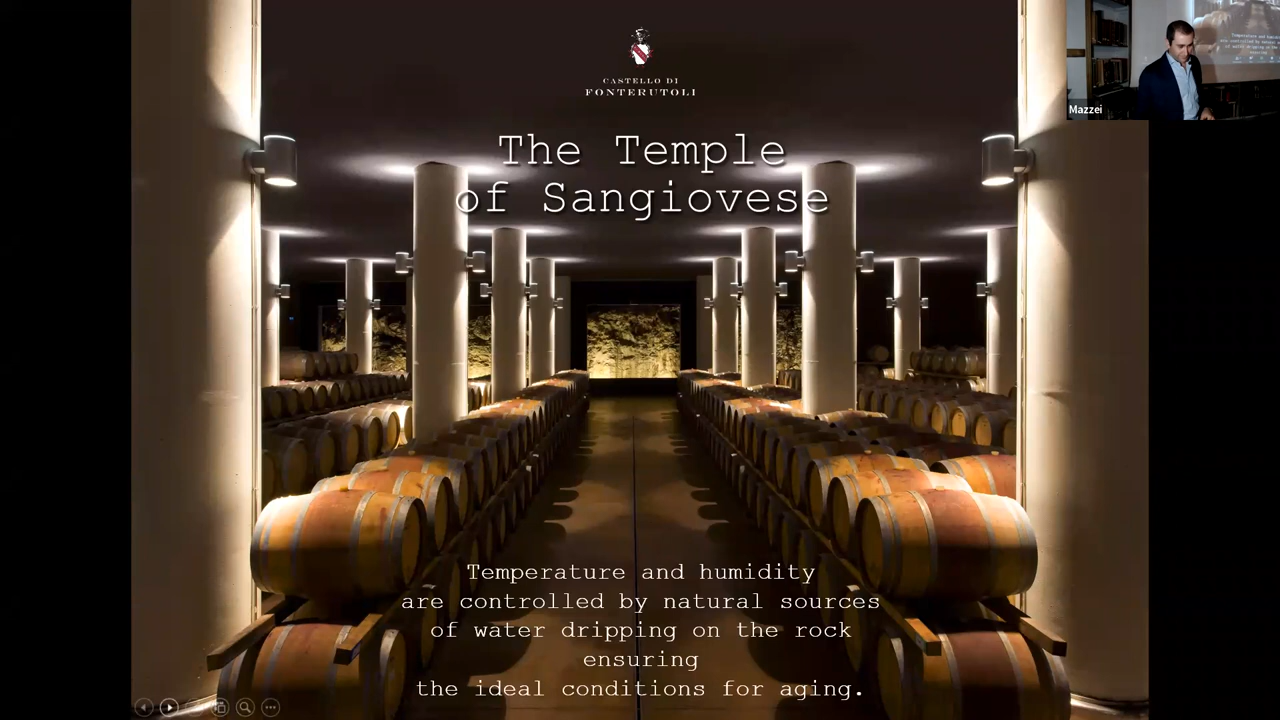 CASTELLO DI
FONTERUTOLI
The Temple
of Sangiovese
Temperature and humidity
are controlled by natural sources
of water dripping on the rock
ensuring
the ideal conditions for aging.
Mazzei